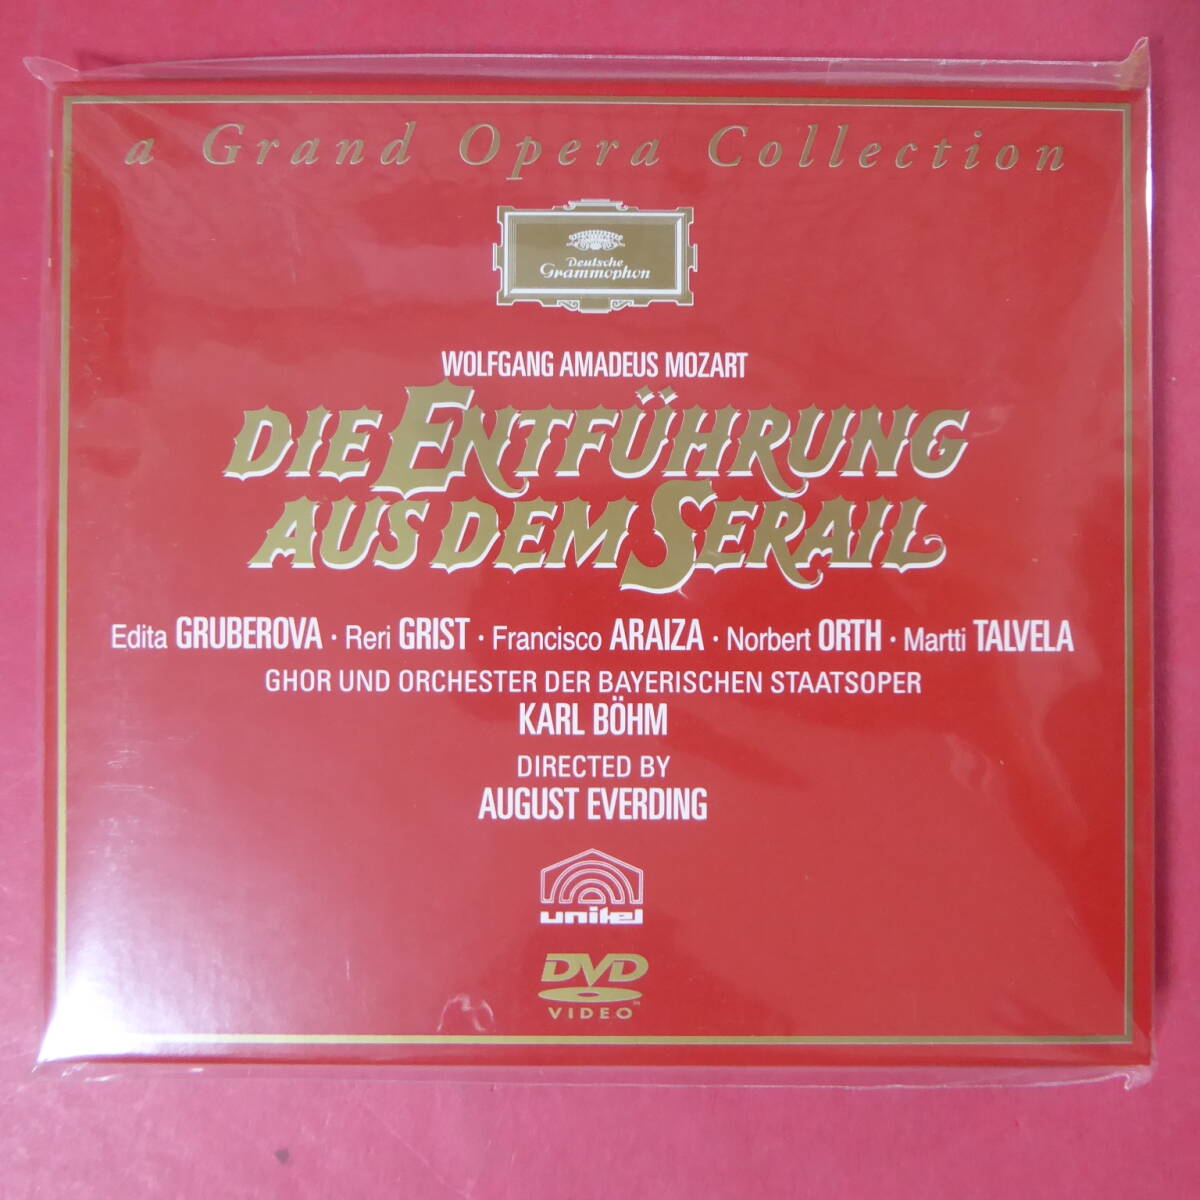 a Grand Opera Collection
Deutsche
Grammophon
WOLFGANG AMADEUS MOZART
DIE ENTFÜHRUNG
AUS DEM SERAIL
Edita GRUBEROVA · Reri GRIST · Francisco ARAIZA · Norbert ORTH · Martti TALVELA
GHOR UND ORCHESTER DER BAYERISCHEN STAATSOPER
KARL BÖHM
DIRECTED BY
AUGUST EVERDING
unitel
DVD
VIDEO